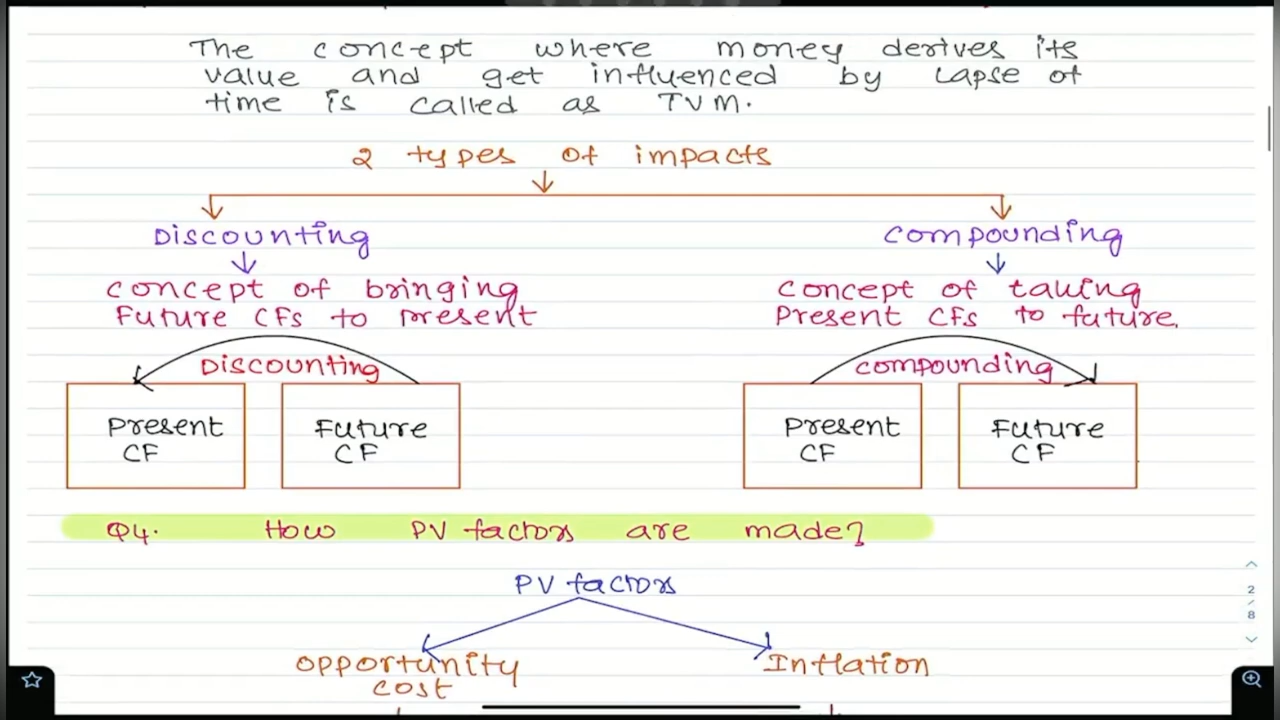 The concept where money derives its
value and get influenced by lapse of
time is called as TVM.
2 types of impacts
Discounting
compounding
concept of bringing
Future CFs to present
concept of taking
Present CFs to future.
Discounting
compounding
Present
CF
Future
CF
Present
CF
Future
CF
Q4. How PV factors are made?
PV factors
opportunity
cost
Inflation
2
/
8